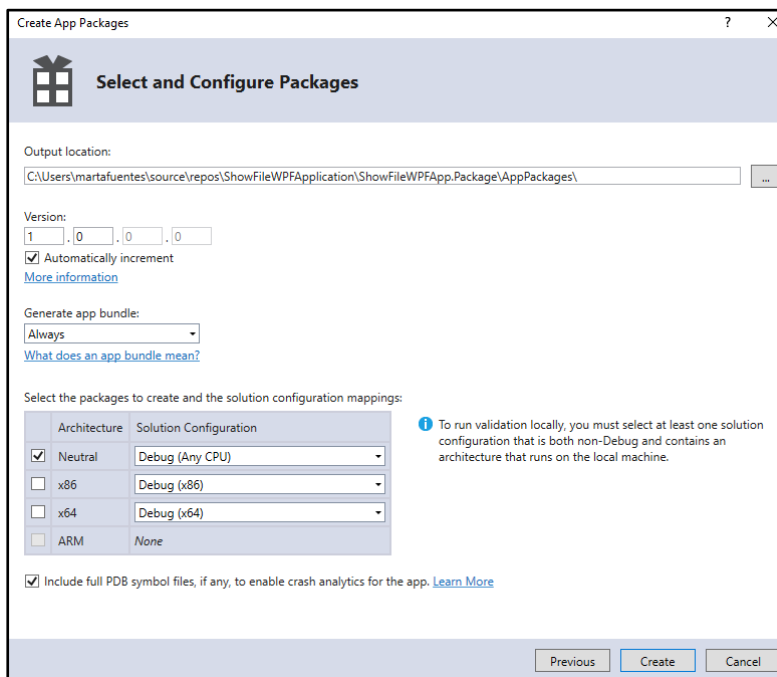 Create App Packages ? ×
Select and Configure Packages
Output location:
C:\Users\martafuentes\source\repos\ShowFileWPFApplication\ShowFileWPFApp.Package\AppPackages\ ...
Version:
1 . 0 . 0 . 0
Automatically increment
More information
Generate app bundle:
Always
What does an app bundle mean?
Select the packages to create and the solution configuration mappings:
Architecture Solution Configuration
Neutral Debug (Any CPU)
x86 Debug (x86)
x64 Debug (x64)
ARM None
To run validation locally, you must select at least one solution
configuration that is both non-Debug and contains an
architecture that runs on the local machine.
Include full PDB symbol files, if any, to enable crash analytics for the app. Learn More
Previous Create Cancel